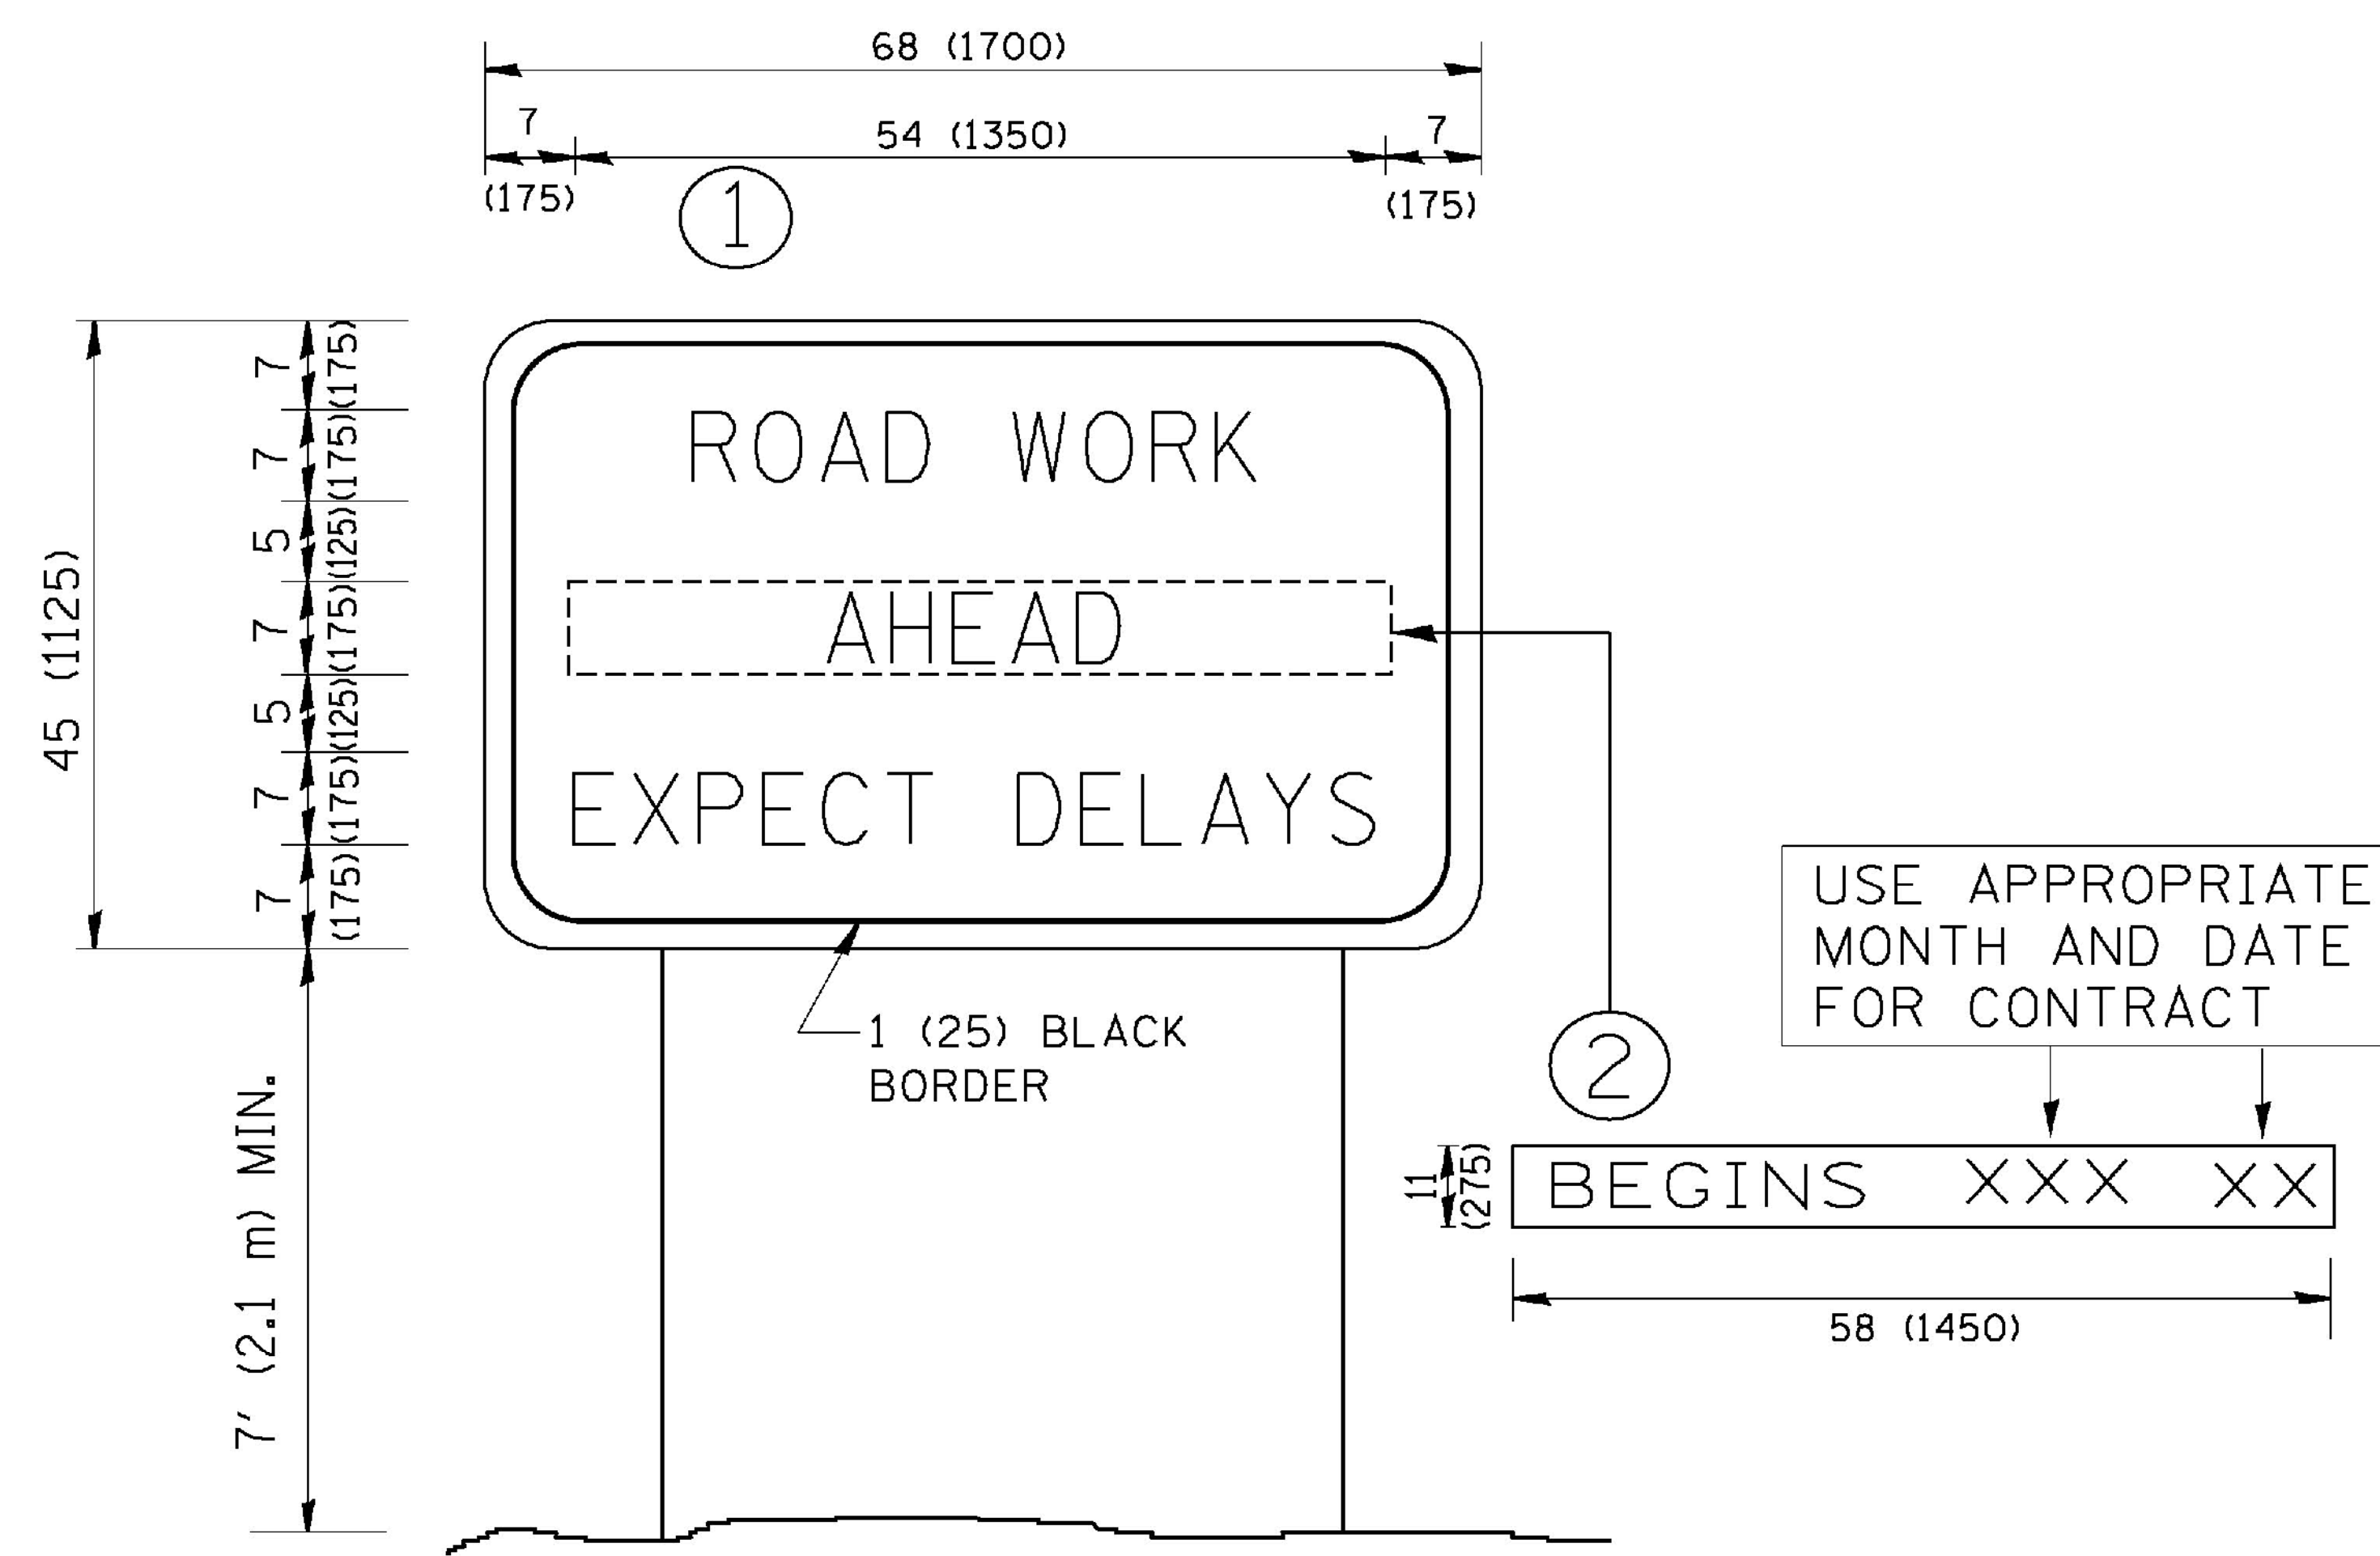 68 (1700)
7
54 (1350)
7
(175)
(175)
1
45 (1125)
7
(175)
7
(175)
5
(125)
7
(175)
5
(125)
7
(175)
7
(175)
7' (2.1 m) MIN.
ROAD WORK
AHEAD
EXPECT DELAYS
1 (25) BLACK
BORDER
2
USE APPROPRIATE
MONTH AND DATE
FOR CONTRACT
11
(275)
BEGINS XXX XX
58 (1450)